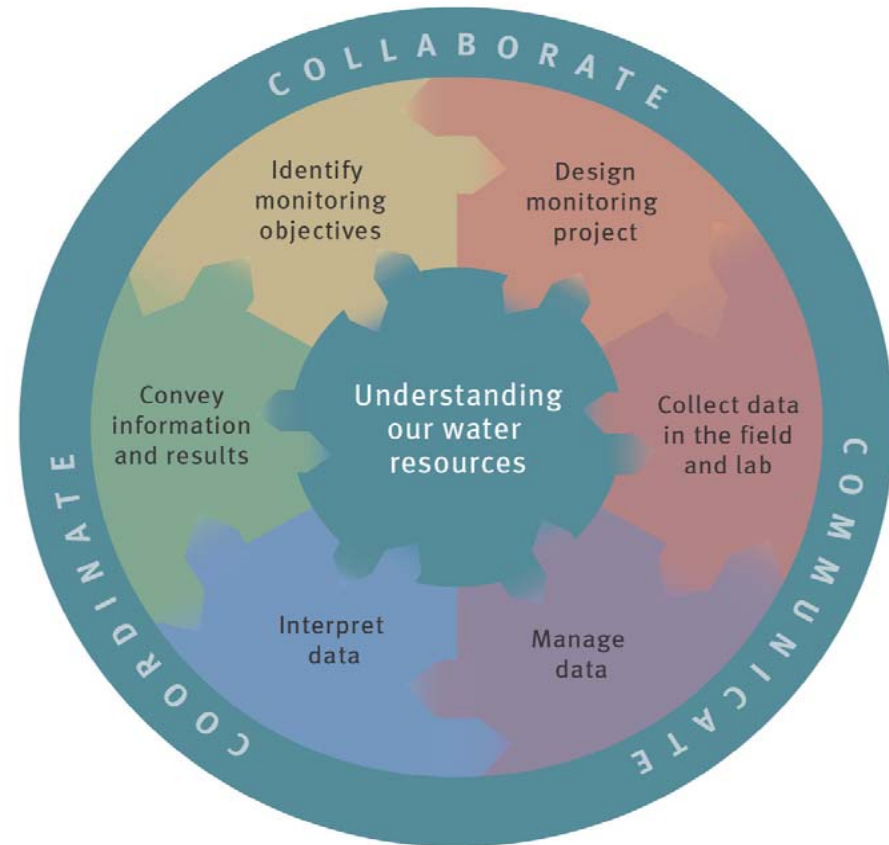 COLLABORATE
Identify
monitoring
objectives
Design
monitoring
project
Collect data
in the field
and lab
Manage
data
Interpret
data
Convey
information
and results
Understanding
our water
resources
COMMUNICATE
COORDINATE